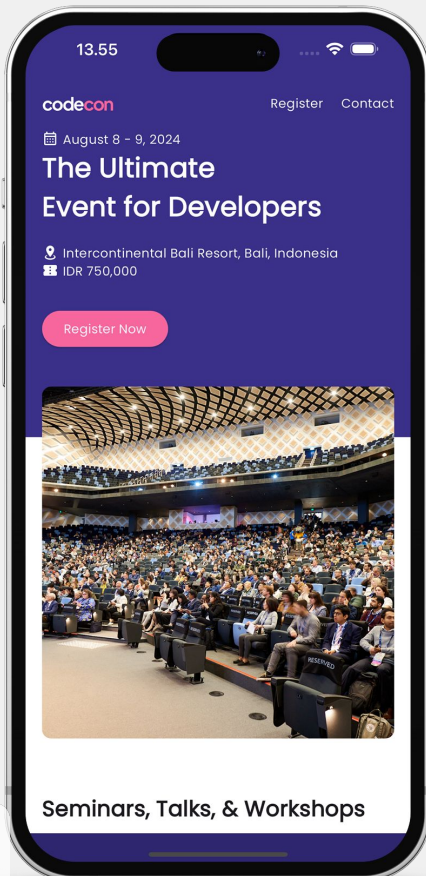 13.55
codecon
Register Contact
August 8 - 9, 2024
The Ultimate
Event for Developers
Intercontinental Bali Resort, Bali, Indonesia
IDR 750,000
Register Now
RESERVED
Seminars, Talks, & Workshops